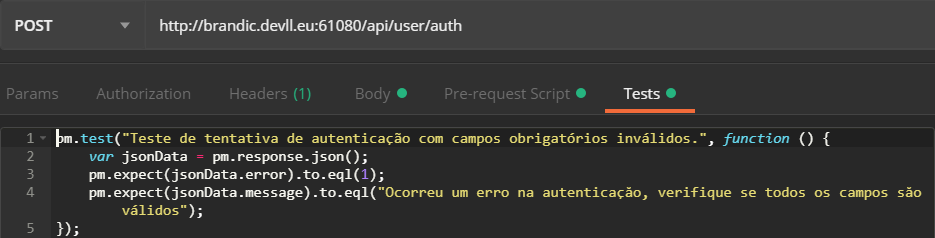 POST http://brandic.devll.eu:61080/api/user/auth
Params Authorization Headers (1) Body Pre-request Script Tests
1 pm.test("Teste de tentativa de autenticação com campos obrigatórios inválidos.", function () {
2 var jsonData = pm.response.json();
3 pm.expect(jsonData.error).to.eql(1);
4 pm.expect(jsonData.message).to.eql("Ocorreu um erro na autenticação, verifique se todos os campos são
válidos");
5 });